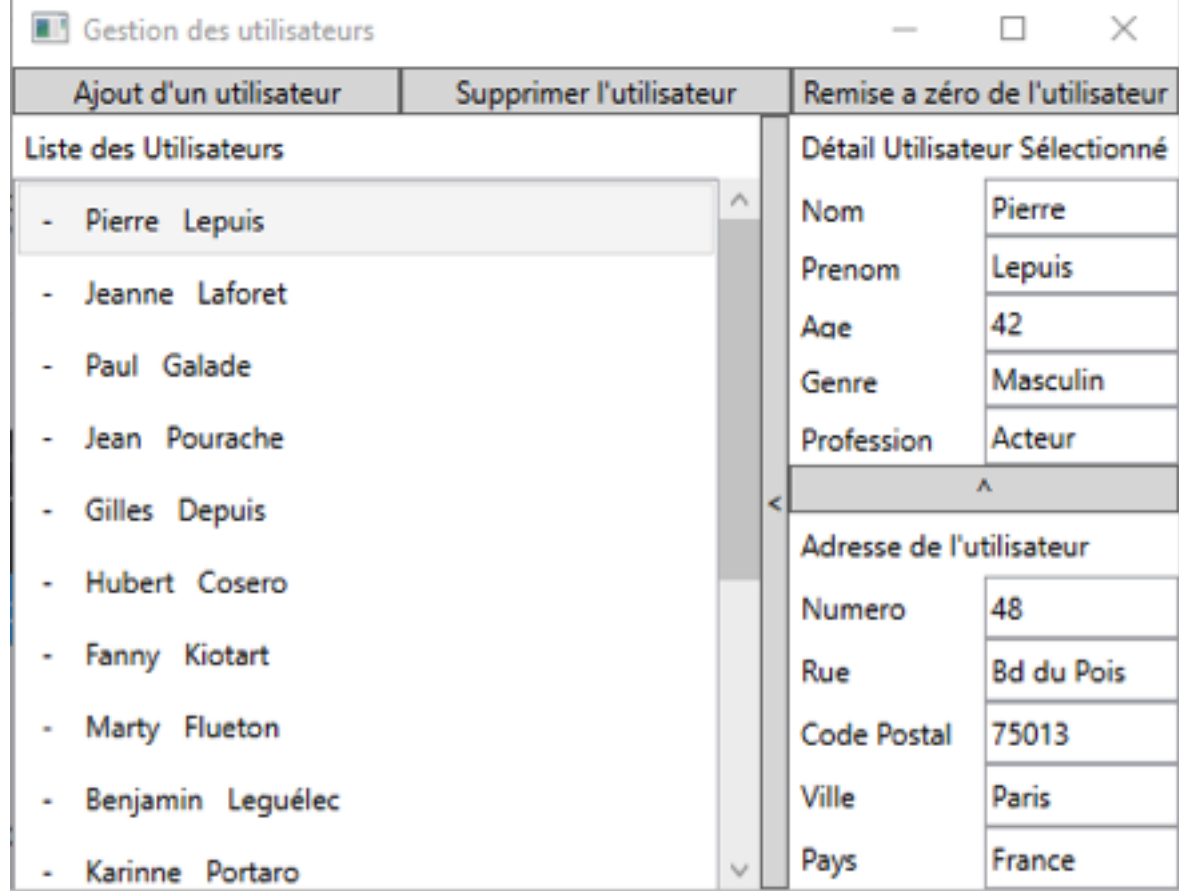 Gestion des utilisateurs
Ajout d'un utilisateur Supprimer l'utilisateur Remise a zéro de l'utilisateur
Liste des Utilisateurs
- Pierre Lepuis
- Jeanne Laforet
- Paul Galade
- Jean Pourache
- Gilles Depuis
- Hubert Cosero
- Fanny Kiotart
- Marty Flueton
- Benjamin Leguélec
- Karinne Portaro
<
Détail Utilisateur Sélectionné
Nom Pierre
Prenom Lepuis
Age 42
Genre Masculin
Profession Acteur
^
Adresse de l'utilisateur
Numero 48
Rue Bd du Pois
Code Postal 75013
Ville Paris
Pays France